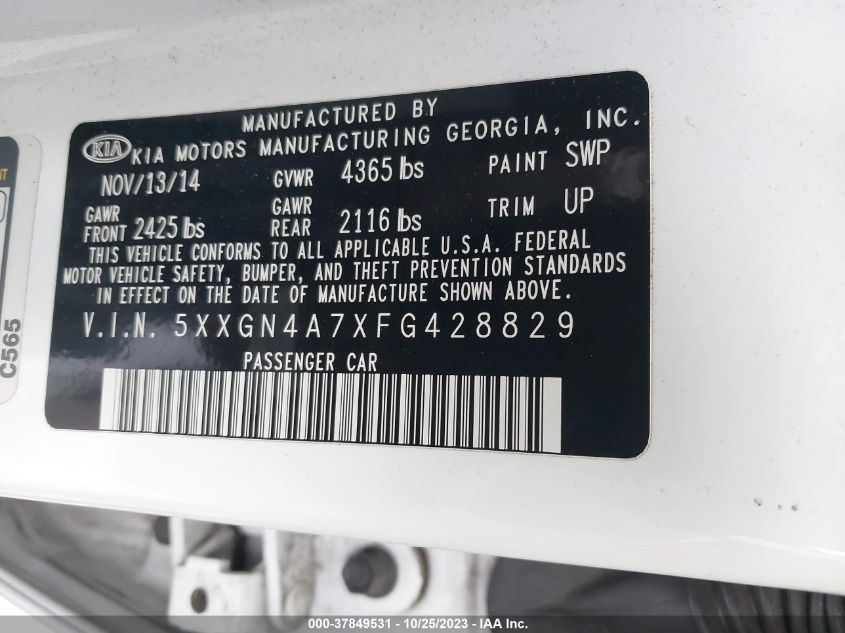 MANUFACTURED BY
KIA KIA MOTORS MANUFACTURING GEORGIA, INC.
NOV/13/14 GVWR 4365 lbs PAINT SWP
GAWR FRONT 2425 lbs GAWR REAR 2116 lbs TRIM UP
THIS VEHICLE CONFORMS TO ALL APPLICABLE U.S.A. FEDERAL
MOTOR VEHICLE SAFETY, BUMPER, AND THEFT PREVENTION STANDARDS
IN EFFECT ON THE DATE OF MANUFACTURE SHOWN ABOVE.
V.I.N. 5XXGN4A7XFG428829
PASSENGER CAR
C565
000-37849531 - 10/25/2023 - IAA Inc.